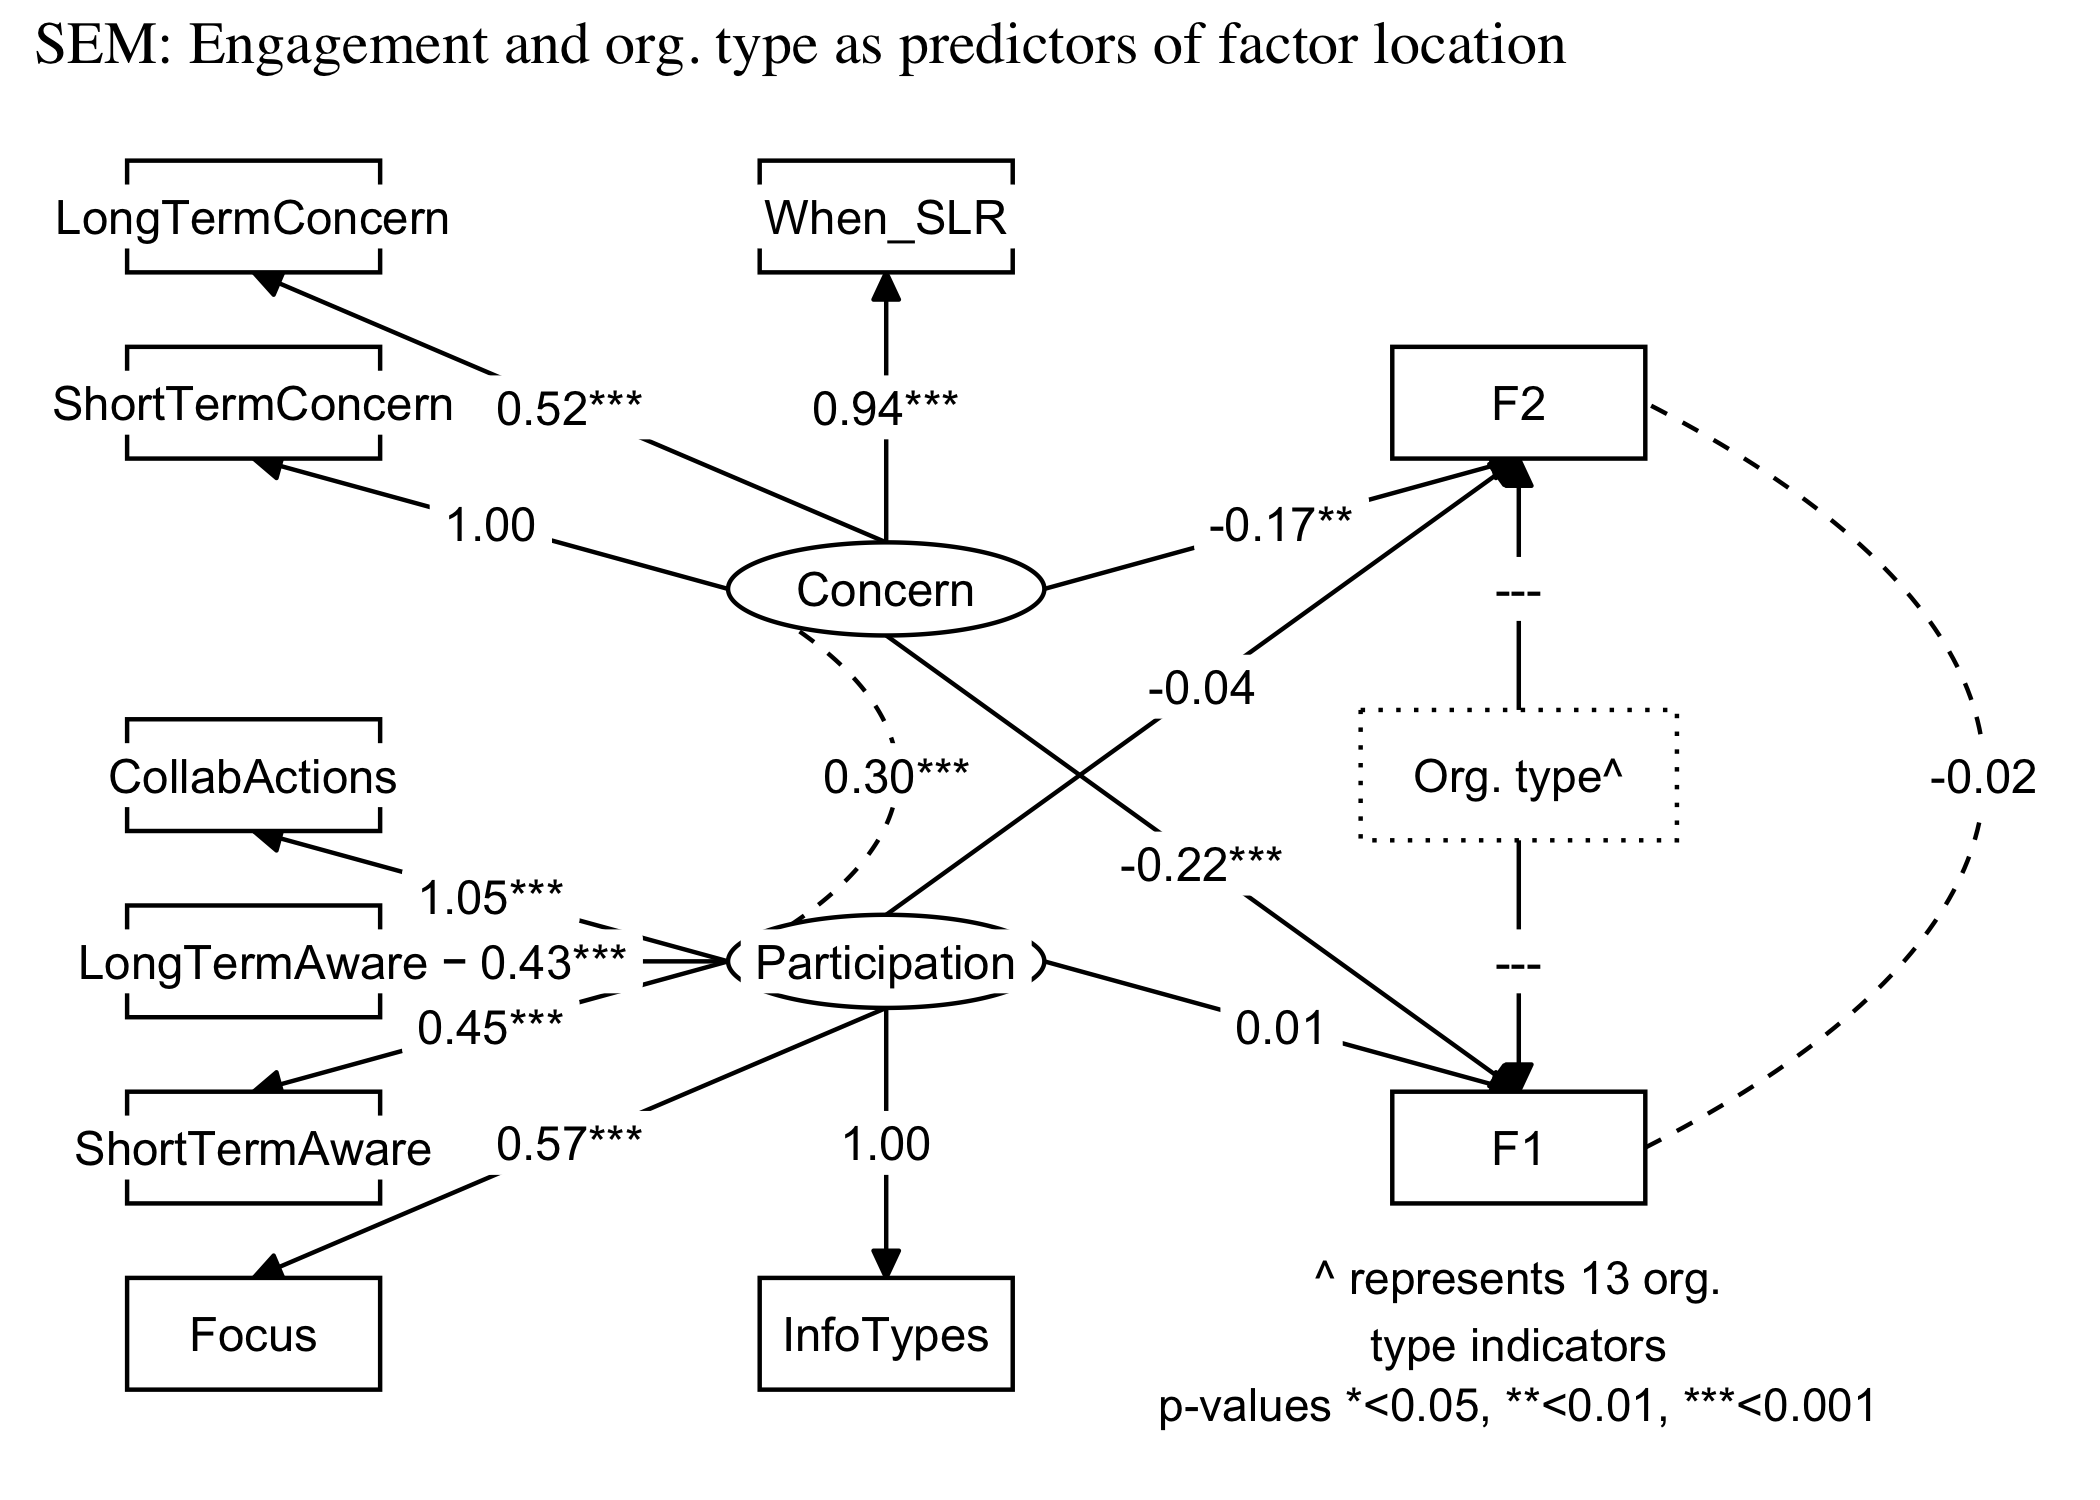 SEM: Engagement and org. type as predictors of factor location
LongTermConcern
When_SLR
ShortTermConcern
0.52***
0.94***
F2
1.00
-0.17**
Concern
---
-0.04
CollabActions
0.30***
Org. type^
-0.02
-0.22***
1.05***
LongTermAware
0.43***
Participation
---
0.45***
0.01
ShortTermAware
0.57***
1.00
F1
^ represents 13 org.
type indicators
Focus
InfoTypes
p-values *<0.05, **<0.01, ***<0.001